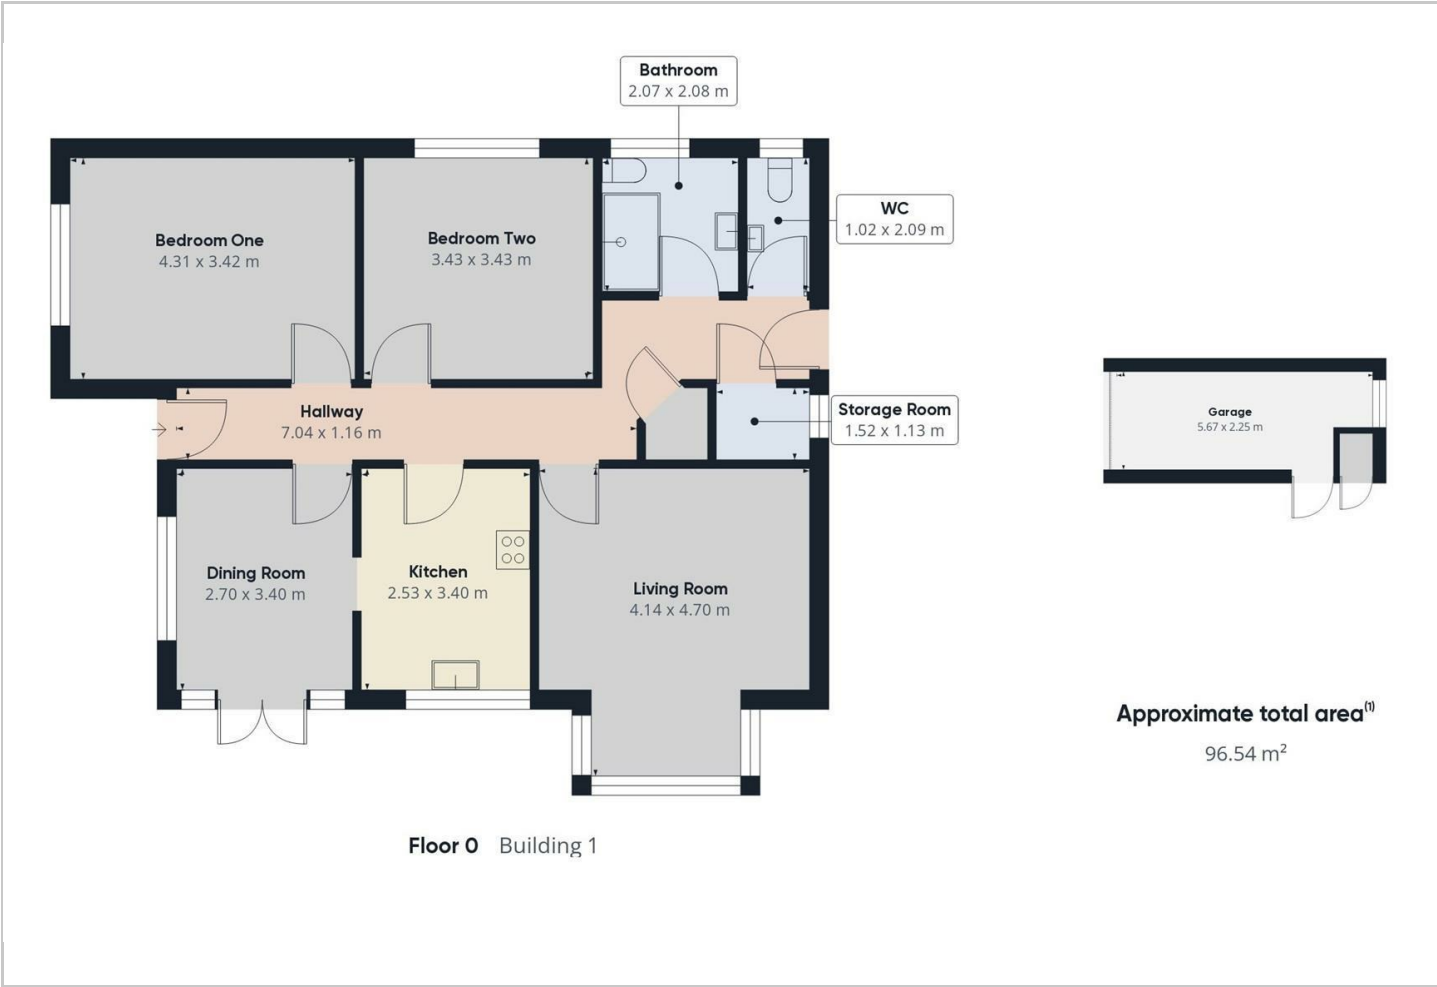 Bathroom
2.07 x 2.08 m
WC
1.02 x 2.09 m
Bedroom One
4.31 x 3.42 m
Bedroom Two
3.43 x 3.43 m
Hallway
7.04 x 1.16 m
Storage Room
1.52 x 1.13 m
Garage
5.67 x 2.25 m
Dining Room
2.70 x 3.40 m
Kitchen
2.53 x 3.40 m
Living Room
4.14 x 4.70 m
Approximate total area(1)
96.54 m²
Floor 0 Building 1